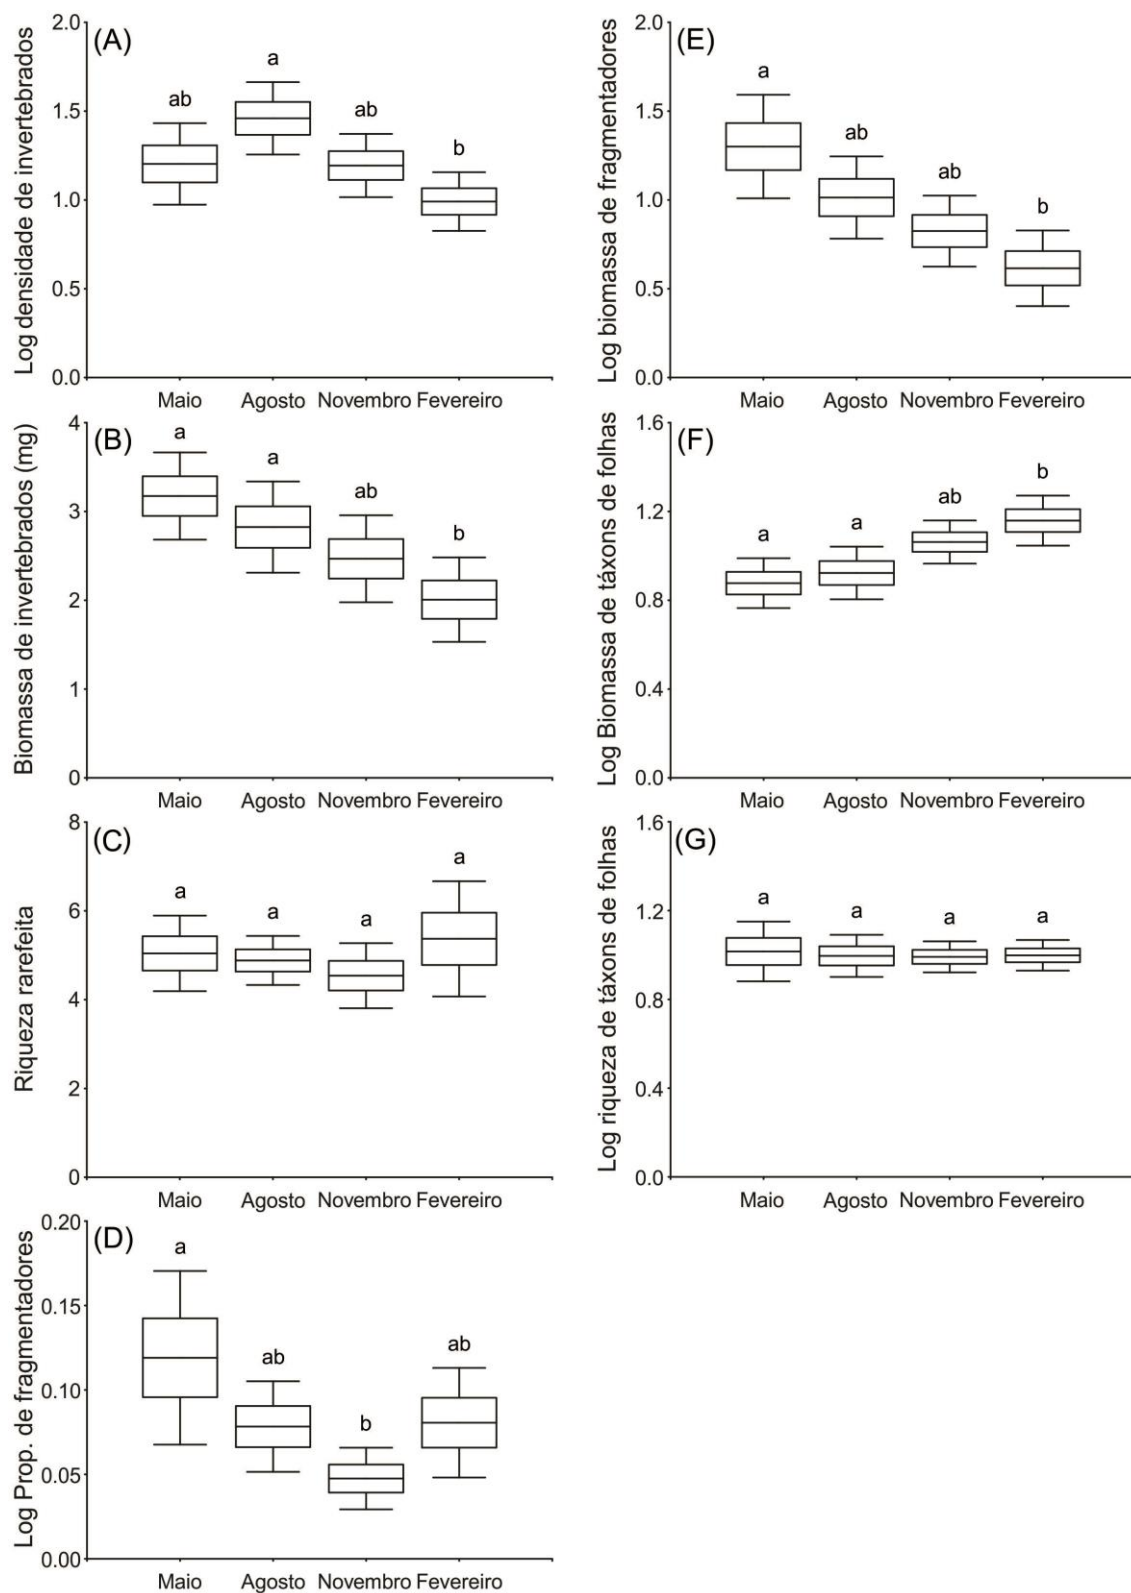 (A)
Log densidade de invertebrados
2.0
1.5
1.0
0.5
0.0
ab
a
ab
b
Maio Agosto Novembro Fevereiro
(B)
Biomassa de invertebrados (mg)
4
3
2
1
0
a
a
ab
b
Maio Agosto Novembro Fevereiro
(C)
Riqueza rarefeita
8
6
4
2
0
a
a
a
a
Maio Agosto Novembro Fevereiro
(D)
Log Prop. de fragmentadores
0.20
0.15
0.10
0.05
0.00
a
ab
b
ab
Maio Agosto Novembro Fevereiro
(E)
Log biomassa de fragmentadores
2.0
1.5
1.0
0.5
0.0
a
ab
ab
b
Maio Agosto Novembro Fevereiro
(F)
Log Biomassa de táxons de folhas
1.6
1.2
0.8
0.4
0.0
a
a
ab
b
Maio Agosto Novembro Fevereiro
(G)
Log riqueza de táxons de folhas
1.6
1.2
0.8
0.4
0.0
a
a
a
a
Maio Agosto Novembro Fevereiro